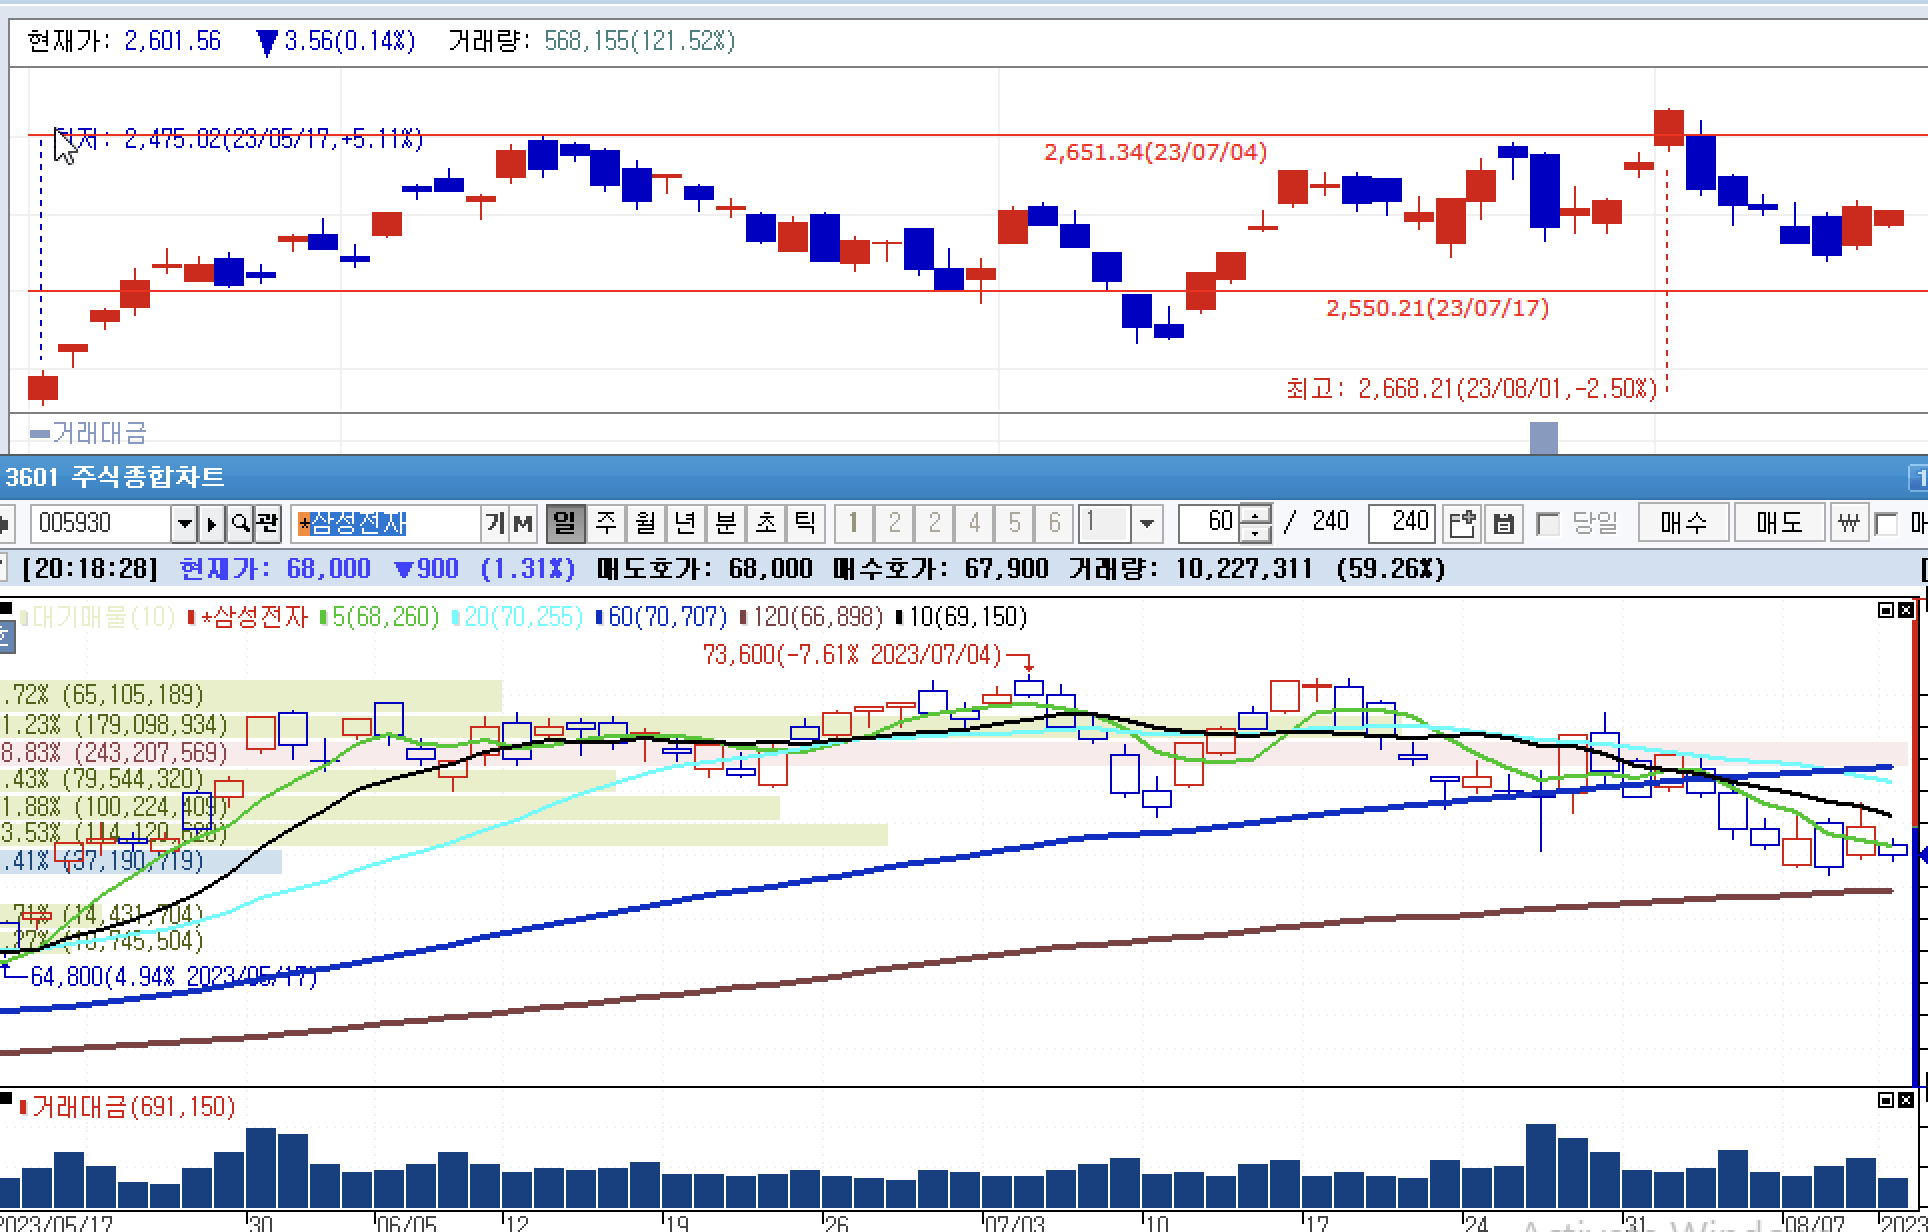 현재가: 2,601.56 ▼3.56(0.14%) 거래량: 568,155(121.52%)
2,475.02(23/05/17,+5.11%)
2,651.34(23/07/04)
2,550.21(23/07/17)
최고: 2,668.21(23/08/01,-2.50%)
거래대금
3601 주식종합차트
005930 관 *삼성전자 기 M 일 주 월 년 분 초 틱 1 2 2 4 5 6 1 60 / 240 240 당일 매수 매도 ₩
[20:18:28] 현재가: 68,000 ▼900 (1.31%) 매도호가: 68,000 매수호가: 67,900 거래량: 10,227,311 (59.26%)
대기매물(10) *삼성전자 5(68,260) 20(70,255) 60(70,707) 120(66,898) 10(69,150)
73,600(-7.61% 2023/07/04)
.72% (65,105,189)
1.23% (179,098,934)
8.83% (243,207,569)
.43% (79,544,320)
1.88% (100,224,409)
3.53% (114,120,628)
.41% (37,190,719)
.71% (14,431,704)
64,800(4.94% 2023/05/17)
거래대금(691,150)
2023/05/17 30 06/05 12 19 26 07/03 10 17 24 31 08/07